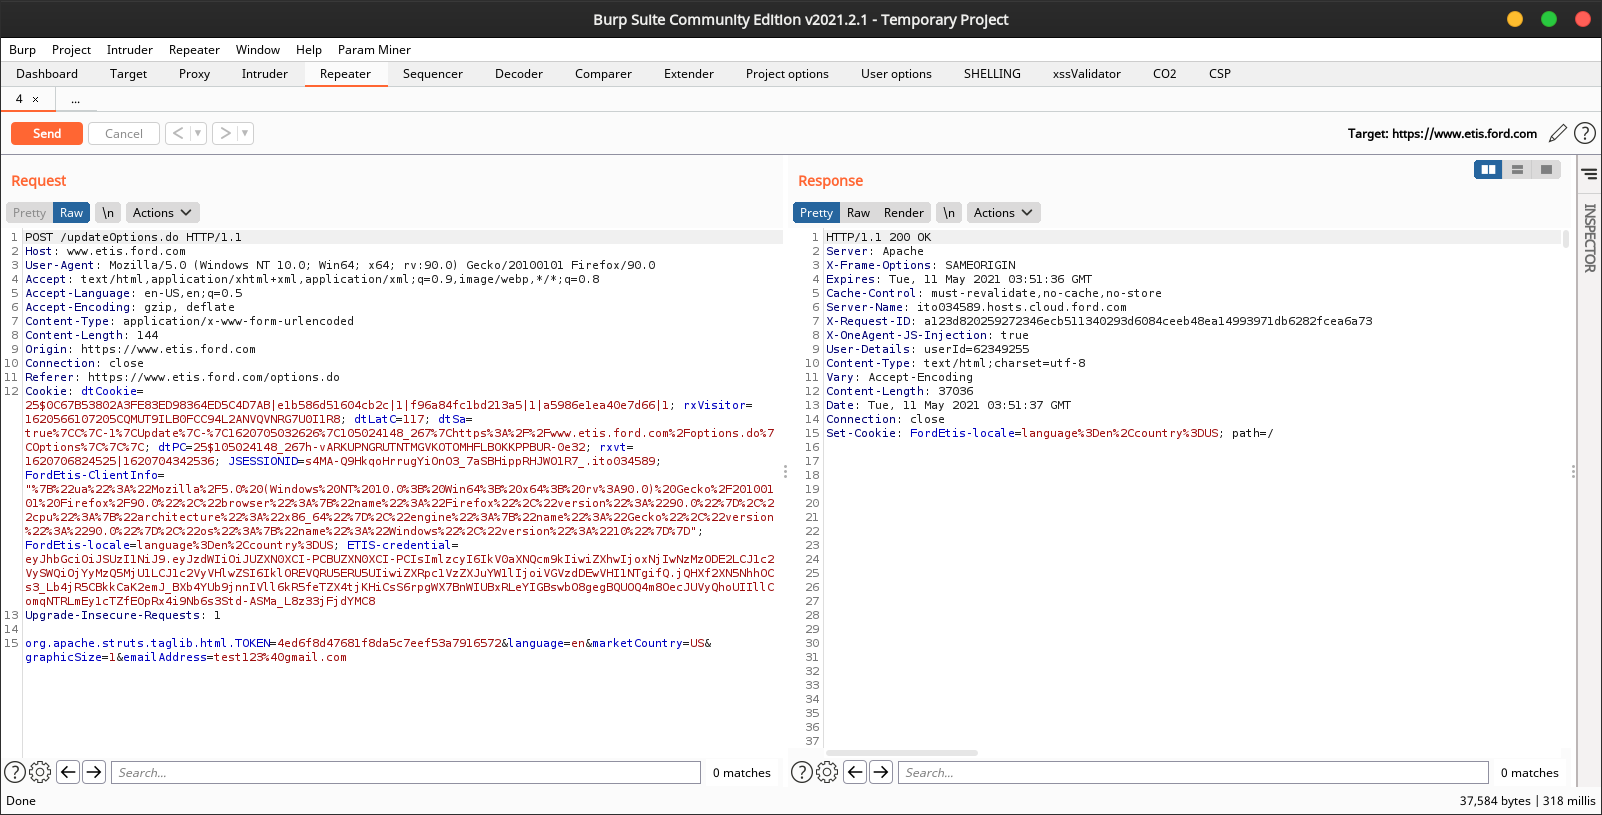 Burp Suite Community Edition v2021.2.1 - Temporary Project
Burp Project Intruder Repeater Window Help Param Miner
Dashboard Target Proxy Intruder Repeater Sequencer Decoder Comparer Extender Project options User options SHELLING xssValidator CO2 CSP
4 × ...
Send Cancel < > Target: https://www.etis.ford.com
Request
Pretty Raw \n Actions
1 POST /updateOptions.do HTTP/1.1
2 Host: www.etis.ford.com
3 User-Agent: Mozilla/5.0 (Windows NT 10.0; Win64; x64; rv:90.0) Gecko/20100101 Firefox/90.0
4 Accept: text/html,application/xhtml+xml,application/xml;q=0.9,image/webp,*/*;q=0.8
5 Accept-Language: en-US,en;q=0.5
6 Accept-Encoding: gzip, deflate
7 Content-Type: application/x-www-form-urlencoded
8 Content-Length: 144
9 Origin: https://www.etis.ford.com
10 Connection: close
11 Referer: https://www.etis.ford.com/options.do
12 Cookie: dtCookie=
25$0C67B53802A3FE83ED98364ED5C4D7AB|e1b586d51604cb2c|1|f96a84fc1bd213a5|1|a5986e1ea40e7d66|1; rxVisitor=
1620566107205CQMUT9ILB0FCC94L2ANVQVNRG7U0I1R8; dtLatC=117; dtSa=
true%7CC%7C-1%7CUpdate%7C-%7C1620705032626%7C105024148_267%7Chttps%3A%2F%2Fwww.etis.ford.com%2Foptions.do%7
COptions%7C%7C%7C; dtPC=25$105024148_267h-vARKUPNGRUTNTMGVKOTOMHFLBOKKPPBUR-0e32; rxvt=
1620706824525|1620704342536; JSESSIONID=s4MA-Q9HkqoHrrugYiOn03_7aSBHippRHJWO1R7_.ito034589;
FordEtis-ClientInfo=
"%7B%22ua%22%3A%22Mozilla%2F5.0%20(Windows%20NT%2010.0%3B%20Win64%3B%20x64%3B%20rv%3A90.0)%20Gecko%2F201001
01%20Firefox%2F90.0%22%2C%22browser%22%3A%7B%22name%22%3A%22Firefox%22%2C%22version%22%3A%2290.0%22%7D%2C%2
2cpu%22%3A%7B%22architecture%22%3A%22x86_64%22%7D%2C%22engine%22%3A%7B%22name%22%3A%22Gecko%22%2C%22version
%22%3A%2290.0%22%7D%2C%22os%22%3A%7B%22name%22%3A%22Windows%22%2C%22version%22%3A%2210%22%7D%7D";
FordEtis-locale=language%3Den%2Ccountry%3DUS; ETIS-credential=
eyJhbGciOiJSUzI1NiJ9.eyJzdWIiOiJUZXN0XCI-PCBUZXN0XCI-PCIsImlzcyI6IkV0aXNQcm9kIiwiZXhwIjoxNjIwNzMzODE2LCJ1c2
VySWQiOjYyMzQ5MjU1LCJ1c2VyVHlwZSI6IklOREVQRU5ERU5UIiwiZXRpc1VzZXJuYW1lIjoiVGVzdDEwVHI1NTgifQ.jQHXf2XN5NhhOC
s3_Lb4jR5CBkkCaK2emJ_BXb4YUb9jnnIVll6kR5feTZX4tjKHiCsS6rpgWX7BnWIUBxRLeYIGBswbO8gegBQUOQ4m8OecJUVyQhoUIIllC
omqNTRLmEy1cTZfEOpRx4i9Nb6s3Std-ASMa_L8z33jFjdYMC8
13 Upgrade-Insecure-Requests: 1
14
15 org.apache.struts.taglib.html.TOKEN=4ed6f8d47681f8da5c7eef53a7916572&language=en&marketCountry=US&
graphicSize=1&emailAddress=test123%40gmail.com
Search...
0 matches
Response
Pretty Raw Render \n Actions
1 HTTP/1.1 200 OK
2 Server: Apache
3 X-Frame-Options: SAMEORIGIN
4 Expires: Tue, 11 May 2021 03:51:36 GMT
5 Cache-Control: must-revalidate,no-cache,no-store
6 Server-Name: ito034589.hosts.cloud.ford.com
7 X-Request-ID: a123d820259272346ecb511340293d6084ceeb48ea14993971db6282fcea6a73
8 X-OneAgent-JS-Injection: true
9 User-Details: userId=62349255
10 Content-Type: text/html;charset=utf-8
11 Vary: Accept-Encoding
12 Content-Length: 37036
13 Date: Tue, 11 May 2021 03:51:37 GMT
14 Connection: close
15 Set-Cookie: FordEtis-locale=language%3Den%2Ccountry%3DUS; path=/
16
17
18
19
20
21
22
23
24
25
26
27
28
29
30
31
32
33
34
35
36
37
Search...
0 matches
INSPECTOR
Done
37,584 bytes | 318 millis